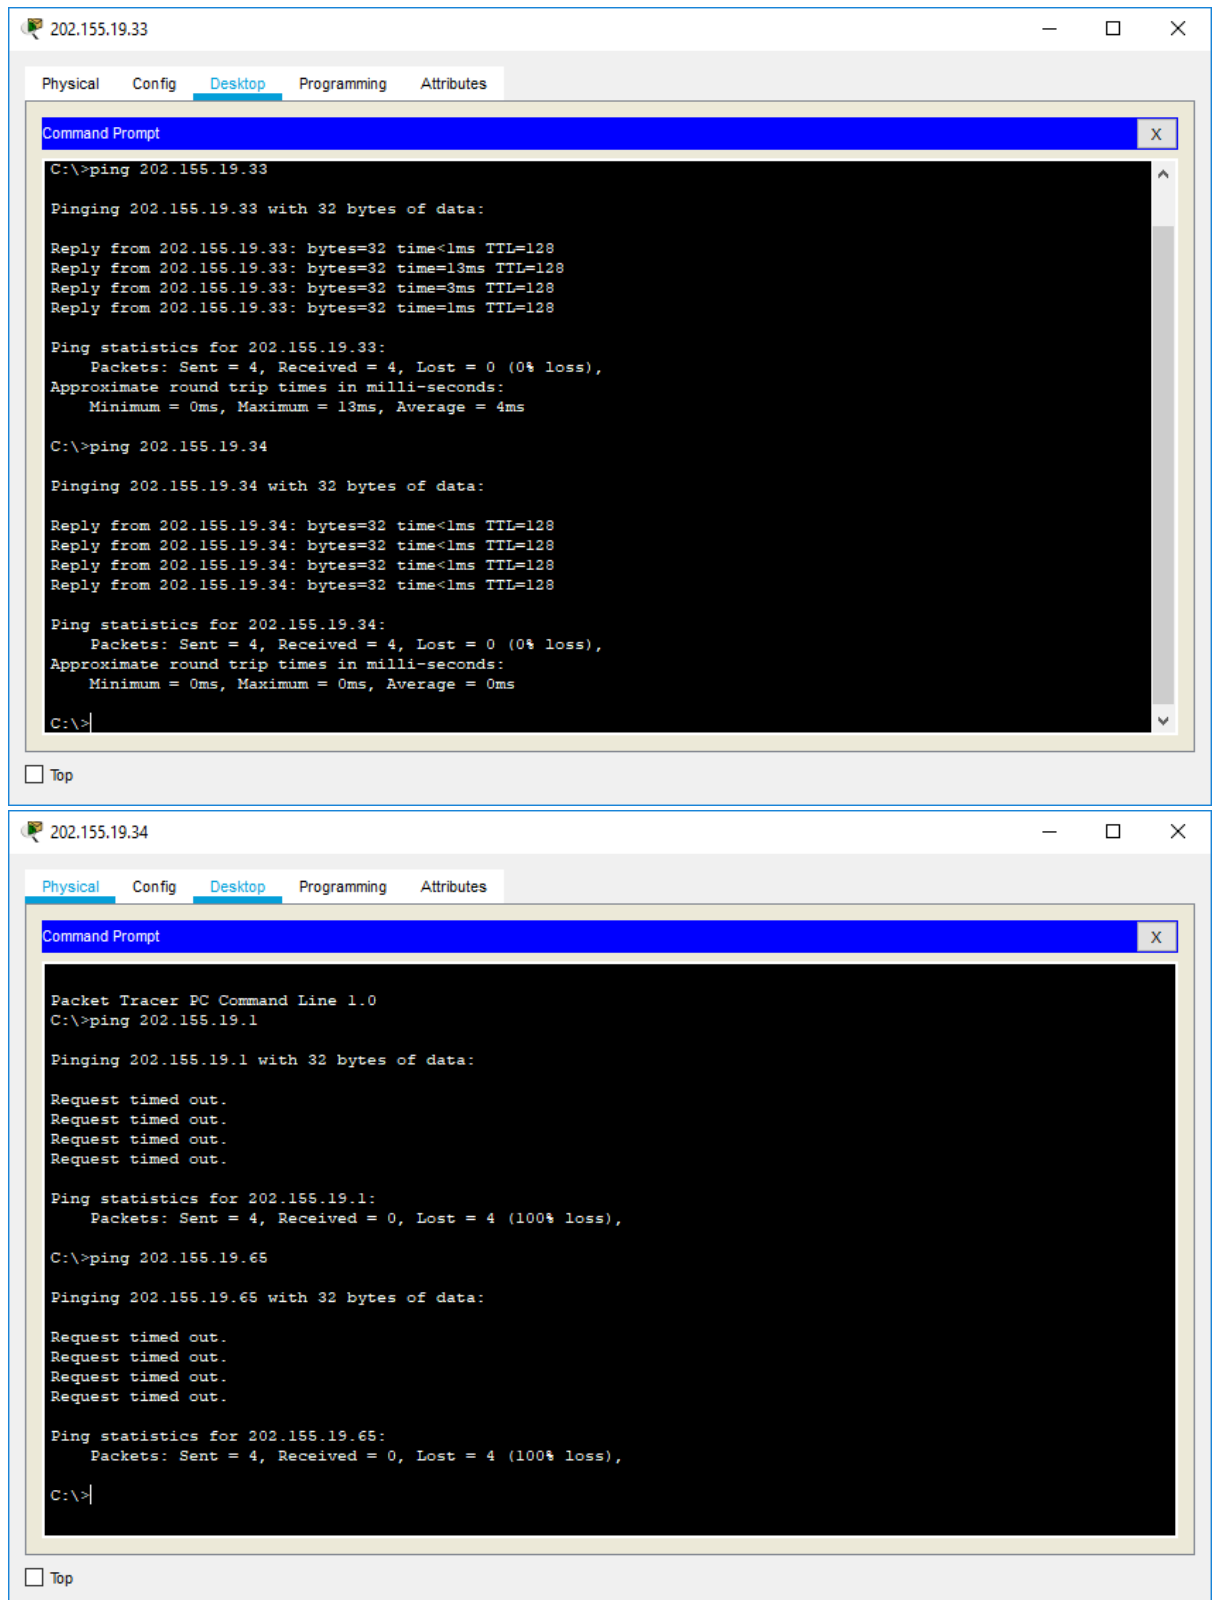 202.155.19.33
Physical Config Desktop Programming Attributes
Command Prompt
X
C:\>ping 202.155.19.33
Pinging 202.155.19.33 with 32 bytes of data:
Reply from 202.155.19.33: bytes=32 time<1ms TTL=128
Reply from 202.155.19.33: bytes=32 time=13ms TTL=128
Reply from 202.155.19.33: bytes=32 time=3ms TTL=128
Reply from 202.155.19.33: bytes=32 time=1ms TTL=128
Ping statistics for 202.155.19.33:
Packets: Sent = 4, Received = 4, Lost = 0 (0% loss),
Approximate round trip times in milli-seconds:
Minimum = 0ms, Maximum = 13ms, Average = 4ms
C:\>ping 202.155.19.34
Pinging 202.155.19.34 with 32 bytes of data:
Reply from 202.155.19.34: bytes=32 time<1ms TTL=128
Reply from 202.155.19.34: bytes=32 time<1ms TTL=128
Reply from 202.155.19.34: bytes=32 time<1ms TTL=128
Reply from 202.155.19.34: bytes=32 time<1ms TTL=128
Ping statistics for 202.155.19.34:
Packets: Sent = 4, Received = 4, Lost = 0 (0% loss),
Approximate round trip times in milli-seconds:
Minimum = 0ms, Maximum = 0ms, Average = 0ms
C:\>
Top
202.155.19.34
Physical Config Desktop Programming Attributes
Command Prompt
X
Packet Tracer PC Command Line 1.0
C:\>ping 202.155.19.1
Pinging 202.155.19.1 with 32 bytes of data:
Request timed out.
Request timed out.
Request timed out.
Request timed out.
Ping statistics for 202.155.19.1:
Packets: Sent = 4, Received = 0, Lost = 4 (100% loss),
C:\>ping 202.155.19.65
Pinging 202.155.19.65 with 32 bytes of data:
Request timed out.
Request timed out.
Request timed out.
Request timed out.
Ping statistics for 202.155.19.65:
Packets: Sent = 4, Received = 0, Lost = 4 (100% loss),
C:\>
Top